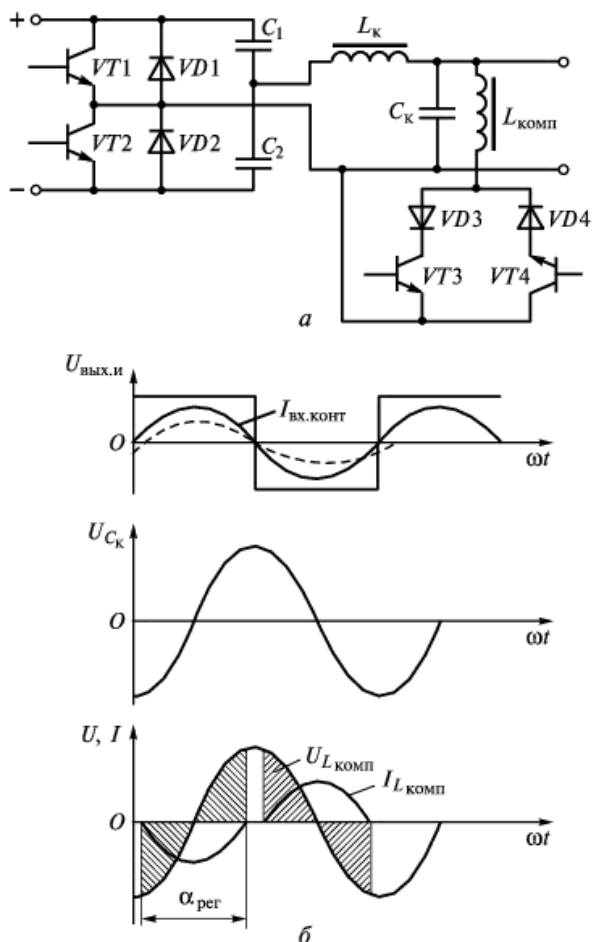 +
VT1
VD1
C₁
Lк
VT2
VD2
C₂
Cк
Lкомп
−
VD3
VD4
VT3
VT4
а
Uвых.и
Iвх.конт
O
ωt
UCк
O
ωt
U, I
ULкомп
ILкомп
O
ωt
αрег
б